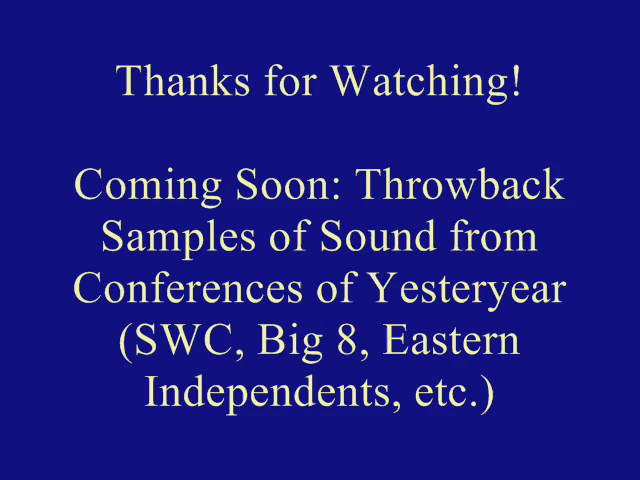 Thanks for Watching!
Coming Soon: Throwback
Samples of Sound from
Conferences of Yesteryear
(SWC, Big 8, Eastern
Independents, etc.)